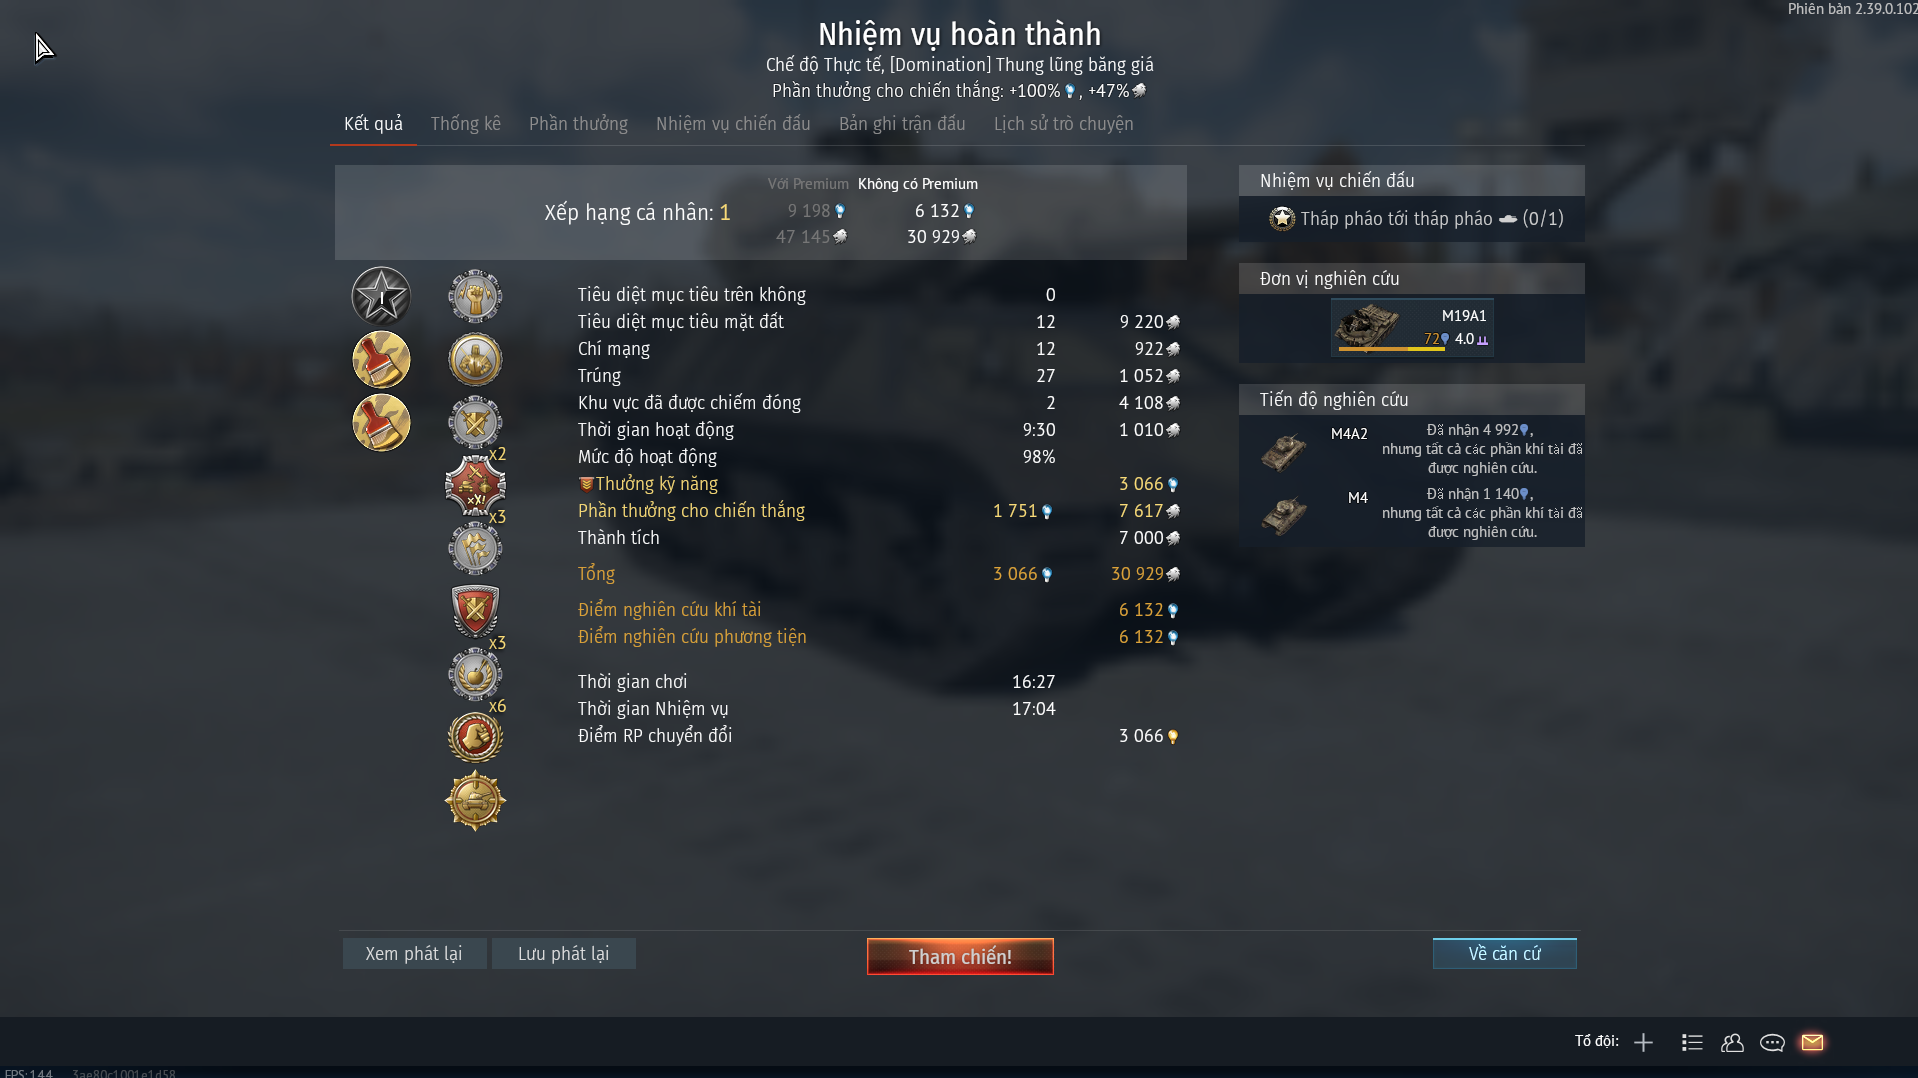 Phiên bản 2.39.0.102
Nhiệm vụ hoàn thành
Chế độ Thực tế, [Domination] Thung lũng băng giá
Phần thưởng cho chiến thắng: +100%, +47%
Kết quả Thống kê Phần thưởng Nhiệm vụ chiến đấu Bản ghi trận đấu Lịch sử trò chuyện
Xếp hạng cá nhân: 1
Với Premium Không có Premium
9 198 6 132
47 145 30 929
Tiêu diệt mục tiêu trên không 0
Tiêu diệt mục tiêu mặt đất 12 9 220
Chí mạng 12 922
Trúng 27 1 052
Khu vực đã được chiếm đóng 2 4 108
Thời gian hoạt động 9:30 1 010
Mức độ hoạt động 98%
Thưởng kỹ năng 3 066
Phần thưởng cho chiến thắng 1 751 7 617
Thành tích 7 000
Tổng 3 066 30 929
Điểm nghiên cứu khí tài 6 132
Điểm nghiên cứu phương tiện 6 132
Thời gian chơi 16:27
Thời gian Nhiệm vụ 17:04
Điểm RP chuyển đổi 3 066
I
x2
x3
x3
x6
Nhiệm vụ chiến đấu
Tháp pháo tới tháp pháo (0/1)
Đơn vị nghiên cứu
M19A1
72 4.0
Tiến độ nghiên cứu
M4A2 Đã nhận 4 992,
nhưng tất cả các phần khí tài đã
được nghiên cứu.
M4 Đã nhận 1 140,
nhưng tất cả các phần khí tài đã
được nghiên cứu.
Xem phát lại Lưu phát lại Tham chiến! Về căn cứ
Tổ đội:
FPS:144 3ae80c1001e1d58